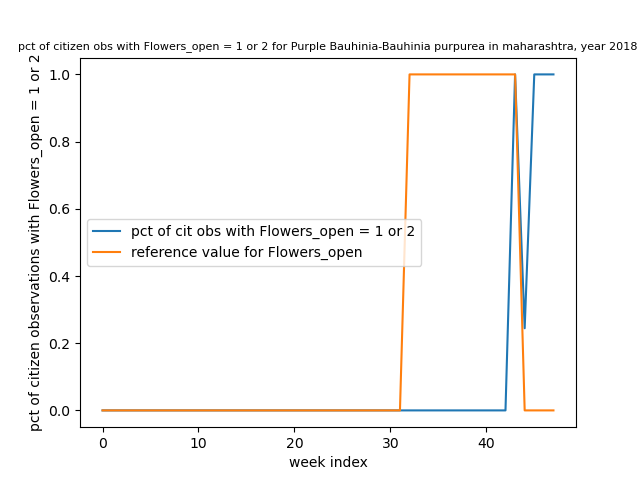 pct of citizen obs with Flowers_open = 1 or 2 for Purple Bauhinia-Bauhinia purpurea in maharashtra, year 2018
pct of citizen observations with Flowers_open = 1 or 2
1.0
0.8
0.6
0.4
0.2
0.0
pct of cit obs with Flowers_open = 1 or 2
reference value for Flowers_open
0 10 20 30 40
week index